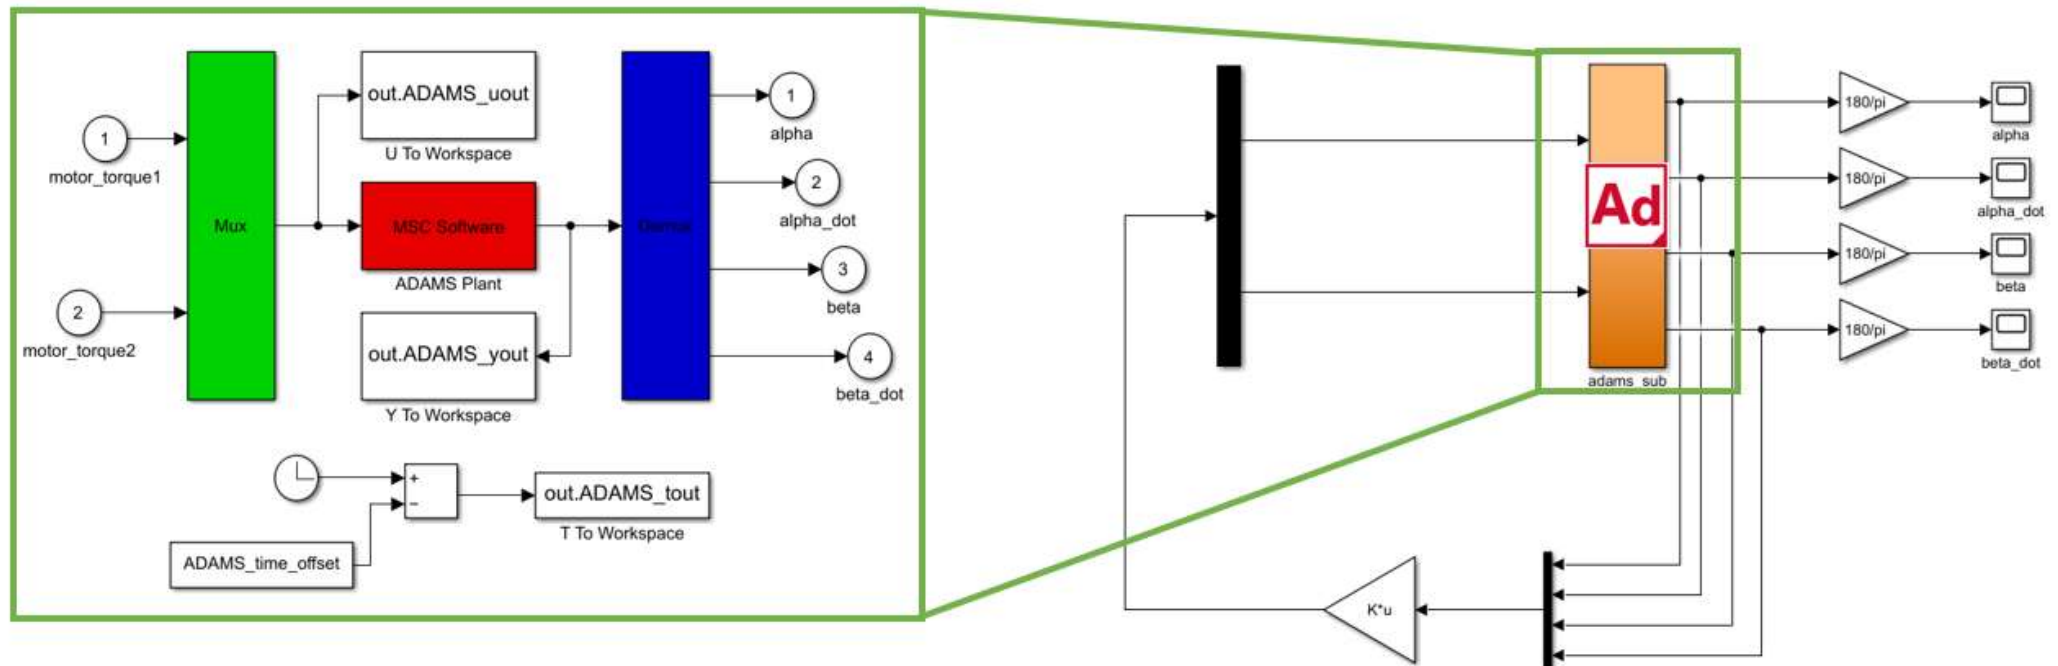 1
motor_torque1
2
motor_torque2
Mux
out.ADAMS_uout
U To Workspace
MSC Software
ADAMS Plant
out.ADAMS_yout
Y To Workspace
Demux
1
alpha
2
alpha_dot
3
beta
4
beta_dot
+
−
ADAMS_time_offset
out.ADAMS_tout
T To Workspace
Ad
adams_sub
180/pi
alpha
180/pi
alpha_dot
180/pi
beta
180/pi
beta_dot
K*u